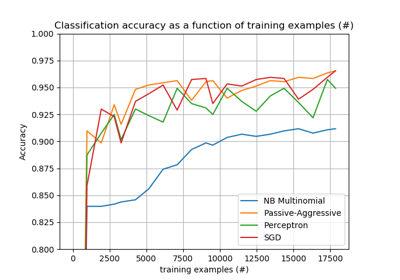 Classification accuracy as a function of training examples (#)
1.000
0.975
0.950
0.925
0.900
0.875
0.850
0.825
0.800
Accuracy
NB Multinomial
Passive-Aggressive
Perceptron
SGD
0 2500 5000 7500 10000 12500 15000 17500
training examples (#)